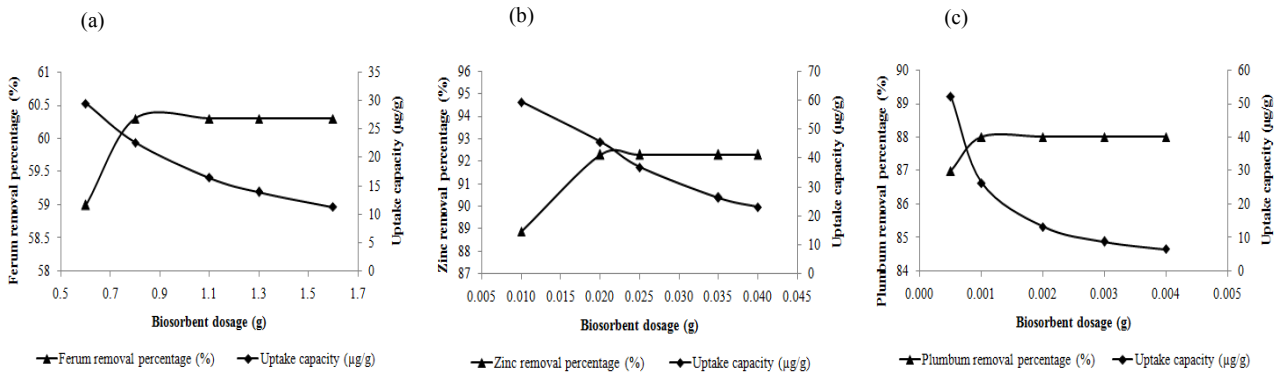 (a)
Ferum removal percentage (%)
61
60.5
60
59.5
59
58.5
58
35
30
25
20
15
10
5
0
Uptake capacity (µg/g)
0.5 0.7 0.9 1.1 1.3 1.5 1.7
Biosorbent dosage (g)
Ferum removal percentage (%) Uptake capacity (µg/g)
(b)
Zinc removal percentage (%)
96
95
94
93
92
91
90
89
88
87
70
60
50
40
30
20
10
0
Uptake capacity (µg/g)
0.005 0.010 0.015 0.020 0.025 0.030 0.035 0.040 0.045
Biosorbent dosage (g)
Zinc removal percentage (%) Uptake capacity (µg/g)
(c)
Plumbum removal percentage (%)
90
89
88
87
86
85
84
60
50
40
30
20
10
0
Uptake capacity (µg/g)
0.000 0.001 0.002 0.003 0.004 0.005
Biosorbent dosage (g)
Plumbum removal percentage (%) Uptake capacity (µg/g)